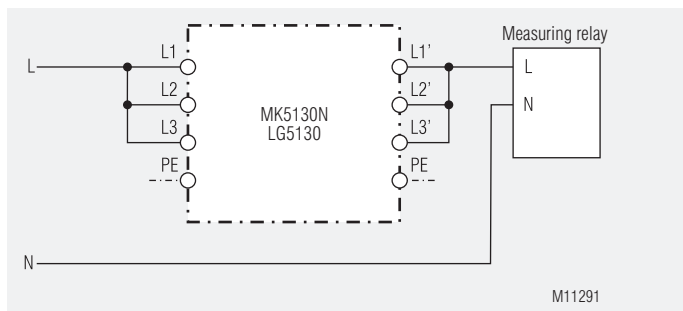 Measuring relay
L
L1
L1'
L
L2
L2'
N
MK5130N
LG5130
L3
L3'
PE
PE
N
M11291